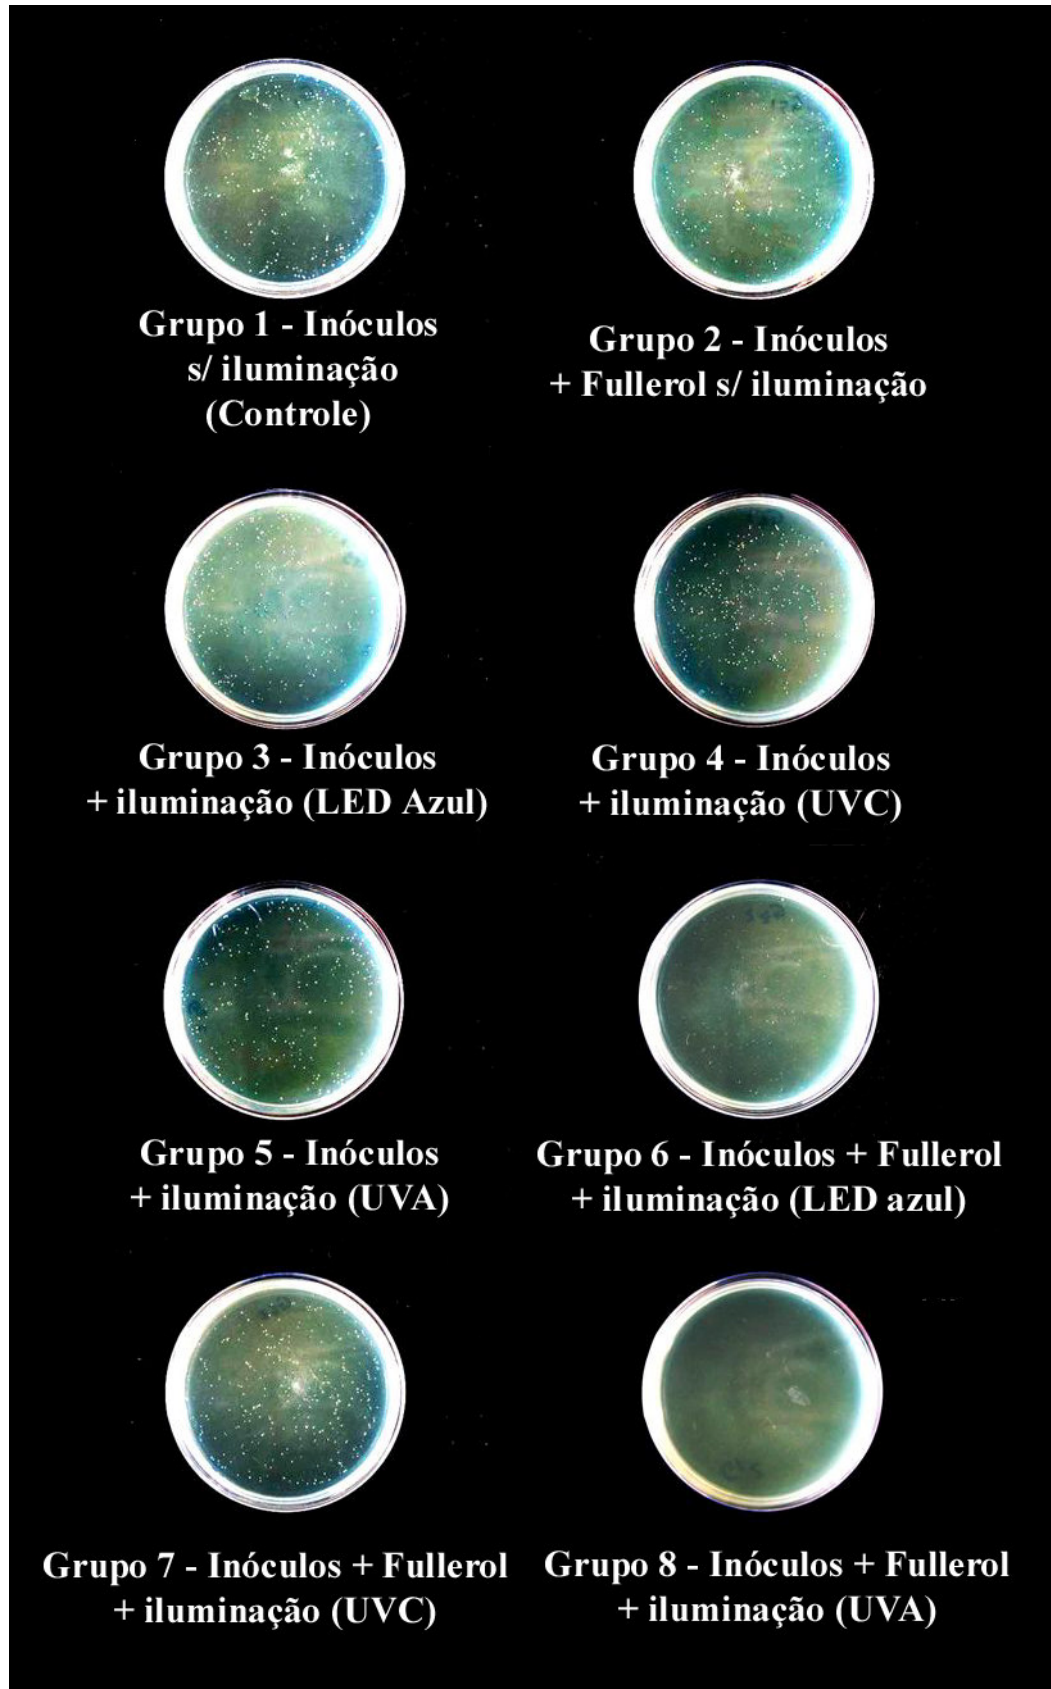 Grupo 1 - Inóculos
s/ iluminação
(Controle)
Grupo 2 - Inóculos
+ Fullerol s/ iluminação
Grupo 3 - Inóculos
+ iluminação (LED Azul)
Grupo 4 - Inóculos
+ iluminação (UVC)
Grupo 5 - Inóculos
+ iluminação (UVA)
Grupo 6 - Inóculos + Fullerol
+ iluminação (LED azul)
Grupo 7 - Inóculos + Fullerol
+ iluminação (UVC)
Grupo 8 - Inóculos + Fullerol
+ iluminação (UVA)